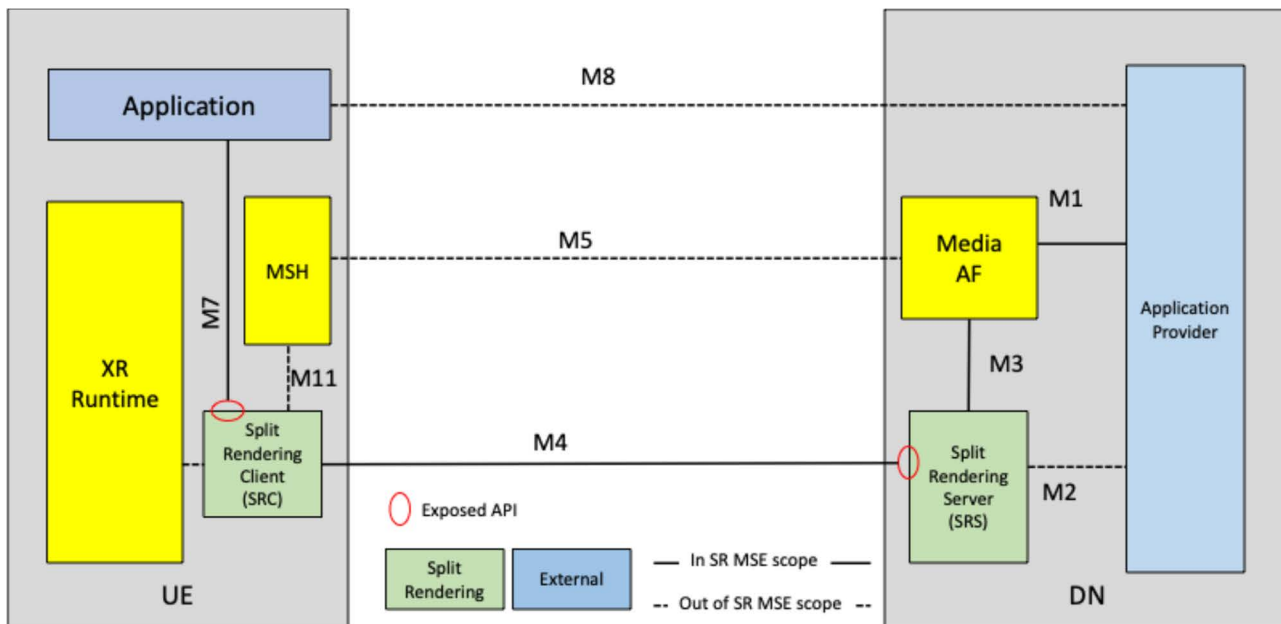 M8
Application
M1
M5
Media
AF
MSH
M7
Application
Provider
XR
Runtime
M11
M3
Split
Rendering
Client
(SRC)
M4
Split
Rendering
Server
(SRS)
M2
Exposed API
Split
Rendering
External
In SR MSE scope
Out of SR MSE scope
UE
DN